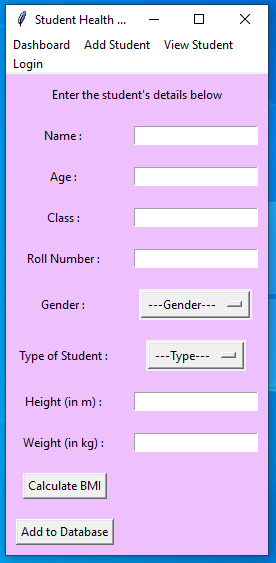 Student Health ...
Dashboard Add Student View Student
Login
Enter the student's details below
Name :
Age :
Class :
Roll Number :
Gender : ---Gender---
Type of Student : ---Type---
Height (in m) :
Weight (in kg) :
Calculate BMI
Add to Database